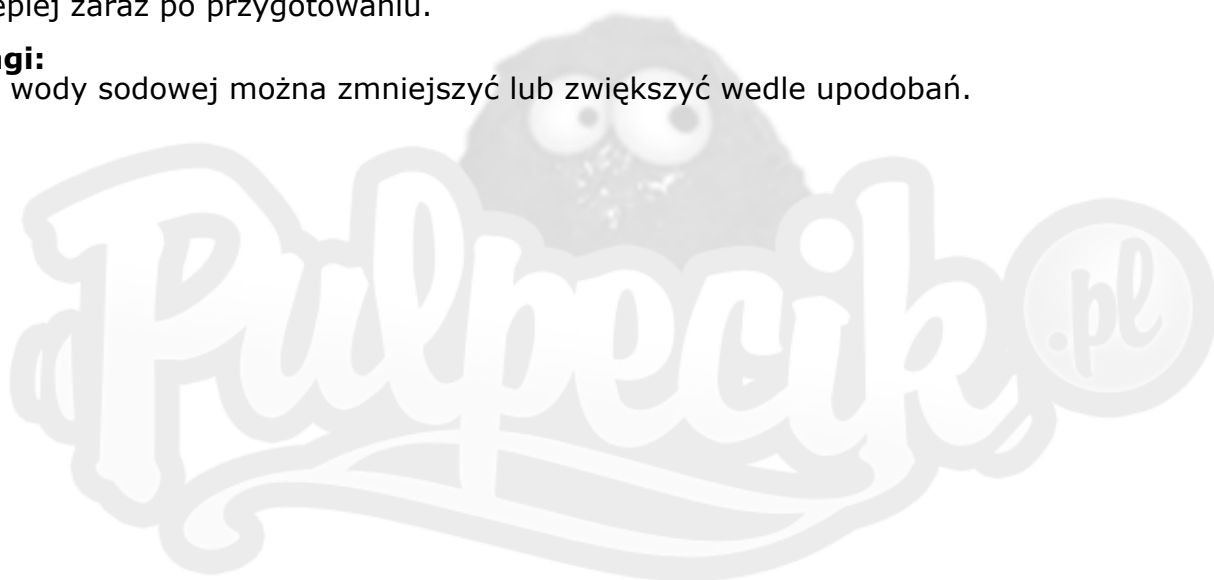 epiej zaraz po przygotowaniu.
gi:
wody sodowej można zmniejszyć lub zwiększyć wedle upodobań.
Pulpecik .pl